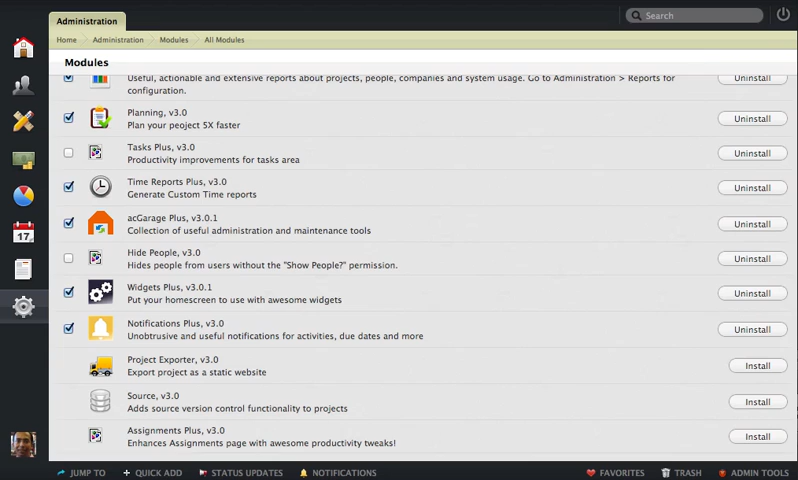 Administration
Search
Home Administration Modules All Modules
Modules
Useful, actionable and extensive reports about projects, people, companies and system usage. Go to Administration > Reports for
configuration.
Uninstall
Planning, v3.0
Plan your peoject 5X faster
Uninstall
Tasks Plus, v3.0
Productivity improvements for tasks area
Uninstall
Time Reports Plus, v3.0
Generate Custom Time reports
Uninstall
acGarage Plus, v3.0.1
Collection of useful administration and maintenance tools
Uninstall
17
Hide People, v3.0
Hides people from users without the "Show People?" permission.
Uninstall
Widgets Plus, v3.0.1
Put your homescreen to use with awesome widgets
Uninstall
Notifications Plus, v3.0
Unobtrusive and useful notifications for activities, due dates and more
Uninstall
Project Exporter, v3.0
Export project as a static website
Install
Source, v3.0
Adds source version control functionality to projects
Install
Assignments Plus, v3.0
Enhances Assignments page with awesome productivity tweaks!
Install
JUMP TO QUICK ADD STATUS UPDATES NOTIFICATIONS FAVORITES TRASH ADMIN TOOLS